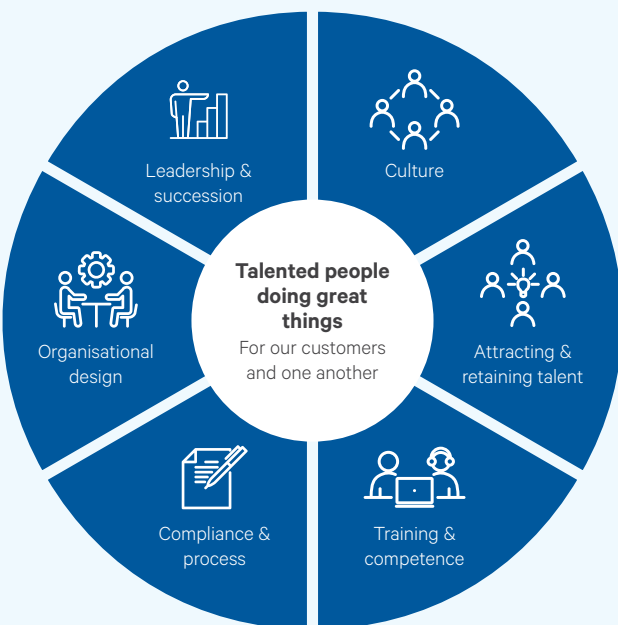 Leadership &
succession
Culture
Organisational
design
Talented people
doing great
things
For our customers
and one another
Attracting &
retaining talent
Compliance &
process
Training &
competence